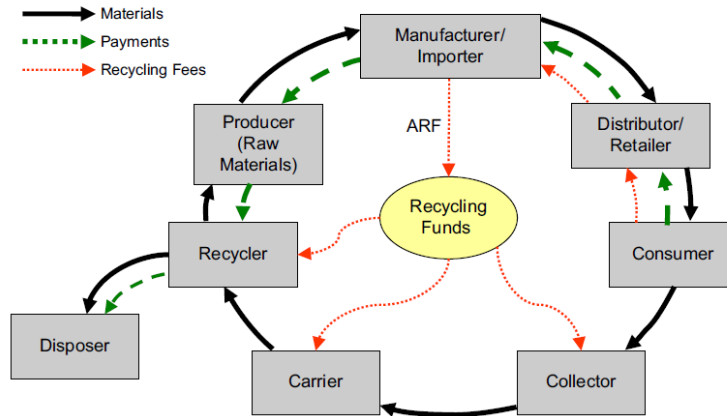 Materials
Payments
Recycling Fees
Manufacturer/
Importer
ARF
Producer
(Raw
Materials)
Distributor/
Retailer
Recycling
Funds
Recycler
Consumer
Disposer
Carrier
Collector